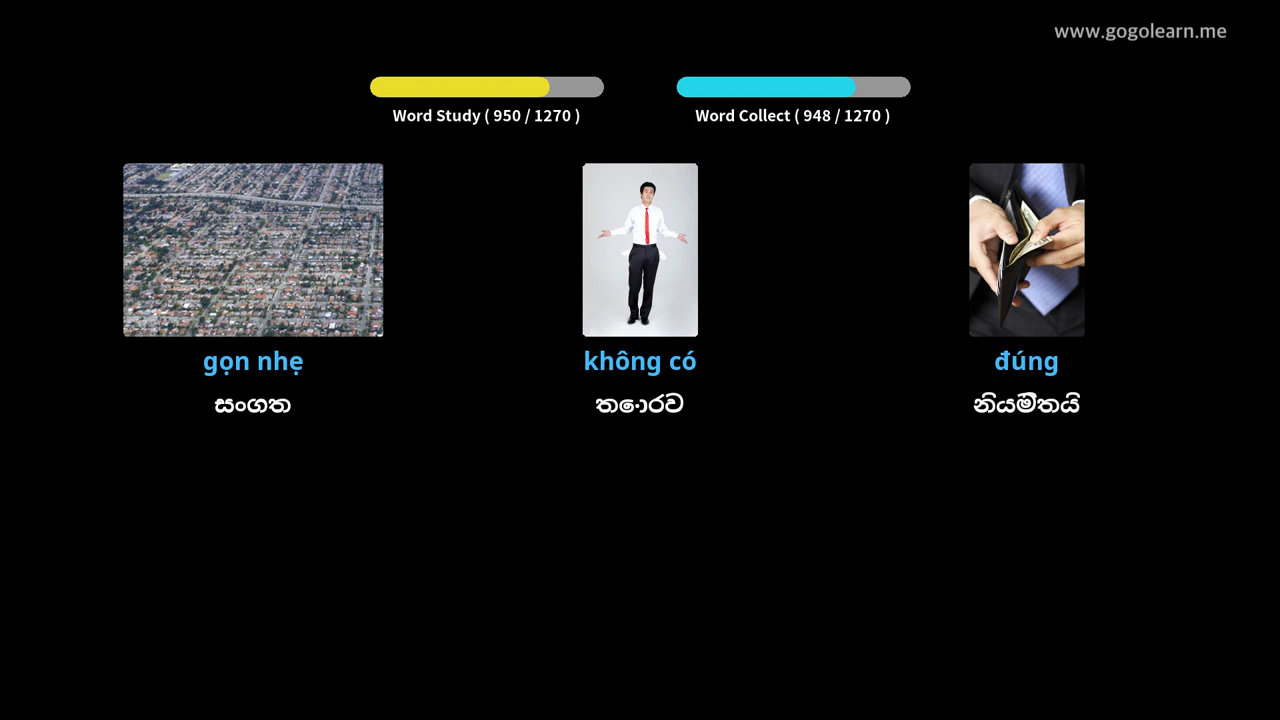 www.gogolearn.me
Word Study ( 950 / 1270 )
Word Collect ( 948 / 1270 )
gọn nhẹ
không có
đúng
සංගත
තොරව
නියමිතයි